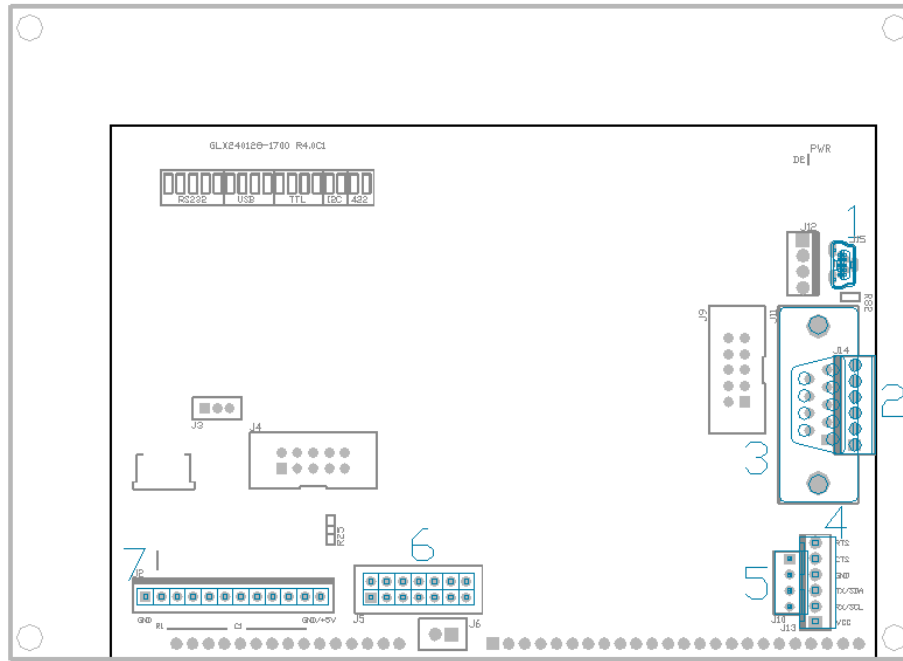 GLX240128-1700 R4.0C1
PWR
DE
RS232 USB TTL I2C 422
1
J12 J15
R82
J9 J11
J14
2
J3 J4
3
R25
4
6
7
5
J2
RTS
CTS
GND
TX/SDA
RX/SCL
VCC
J5 J6 J10
J13
GND R1 C1 GND/+5V